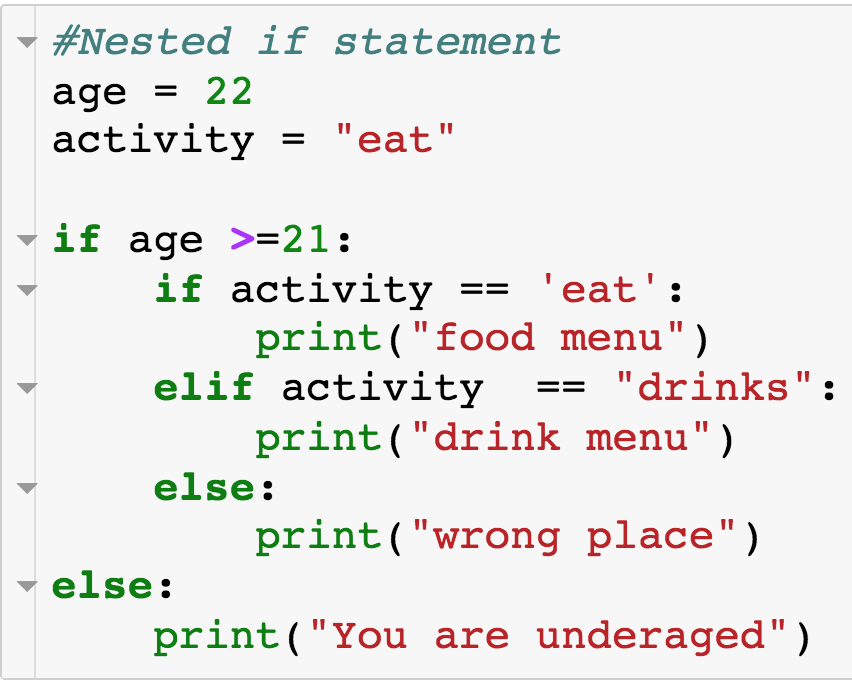 #Nested if statement
age = 22
activity = "eat"

if age >=21:
    if activity == 'eat':
        print("food menu")
    elif activity  == "drinks":
        print("drink menu")
    else:
        print("wrong place")
else:
    print("You are underaged")